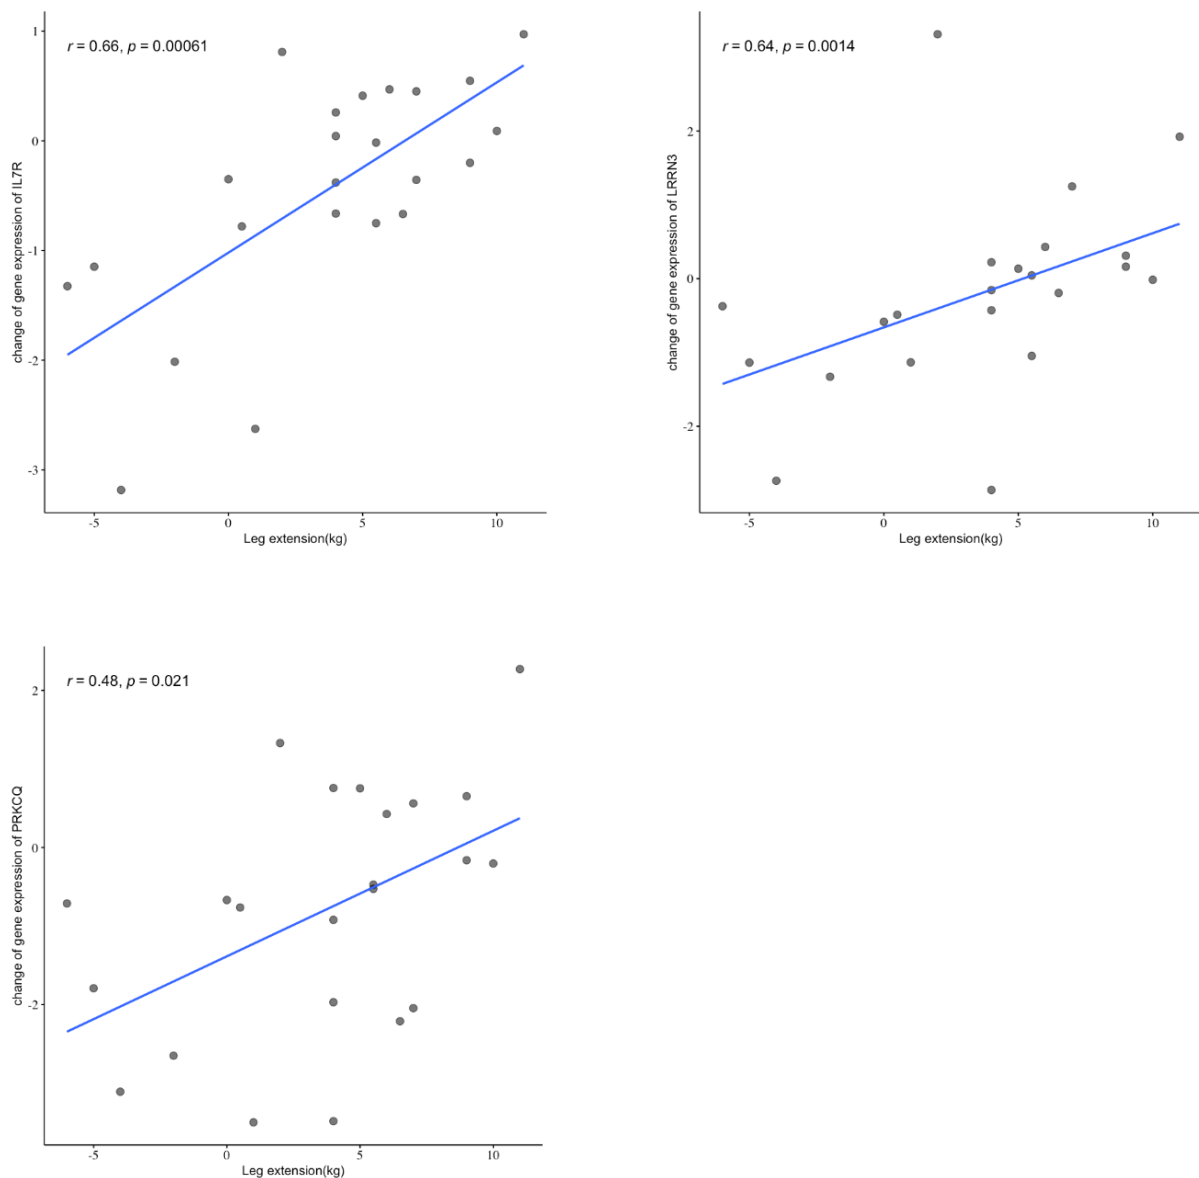 r = 0.66, p = 0.00061
1
0
-1
-2
-3
change of gene expression of IL7R
-5 0 5 10
Leg extension(kg)
r = 0.64, p = 0.0014
2
0
-2
change of gene expression of LRRN3
-5 0 5 10
Leg extension(kg)
r = 0.48, p = 0.021
2
0
-2
change of gene expression of PRKCQ
-5 0 5 10
Leg extension(kg)